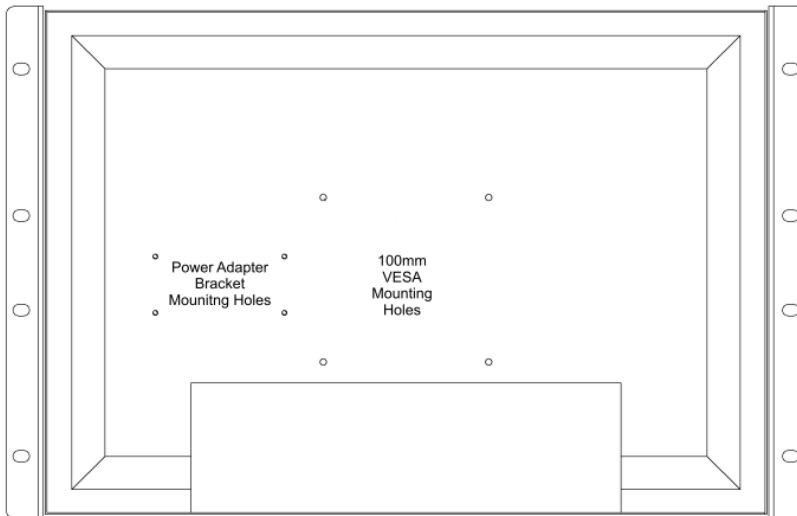 Power Adapter
Bracket
Mounitng Holes
100mm
VESA
Mounting
Holes